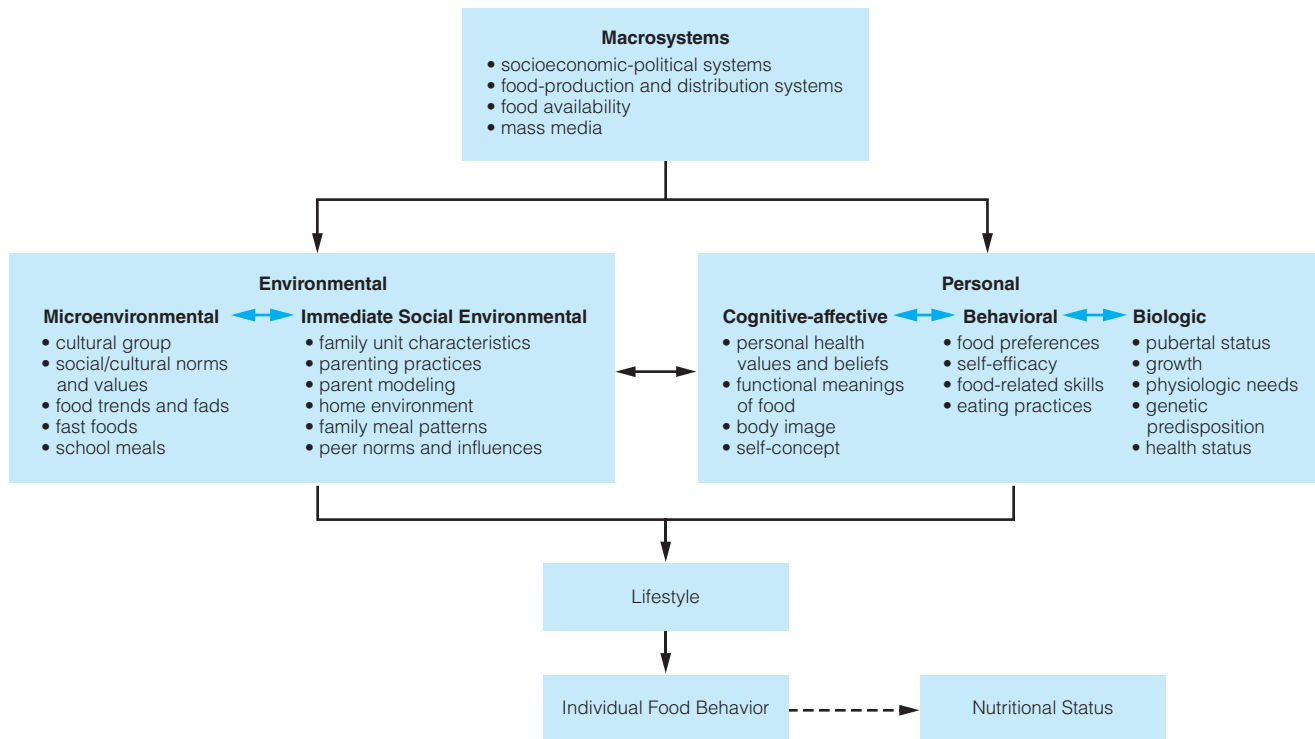 Macrosystems
• socioeconomic-political systems
• food-production and distribution systems
• food availability
• mass media
Environmental
Microenvironmental
• cultural group
• social/cultural norms
and values
• food trends and fads
• fast foods
• school meals
Immediate Social Environmental
• family unit characteristics
• parenting practices
• parent modeling
• home environment
• family meal patterns
• peer norms and influences
Personal
Cognitive-affective
• personal health
values and beliefs
• functional meanings
of food
• body image
• self-concept
Behavioral
• food preferences
• self-efficacy
• food-related skills
• eating practices
Biologic
• pubertal status
• growth
• physiologic needs
• genetic
predisposition
• health status
Lifestyle
Individual Food Behavior
Nutritional Status